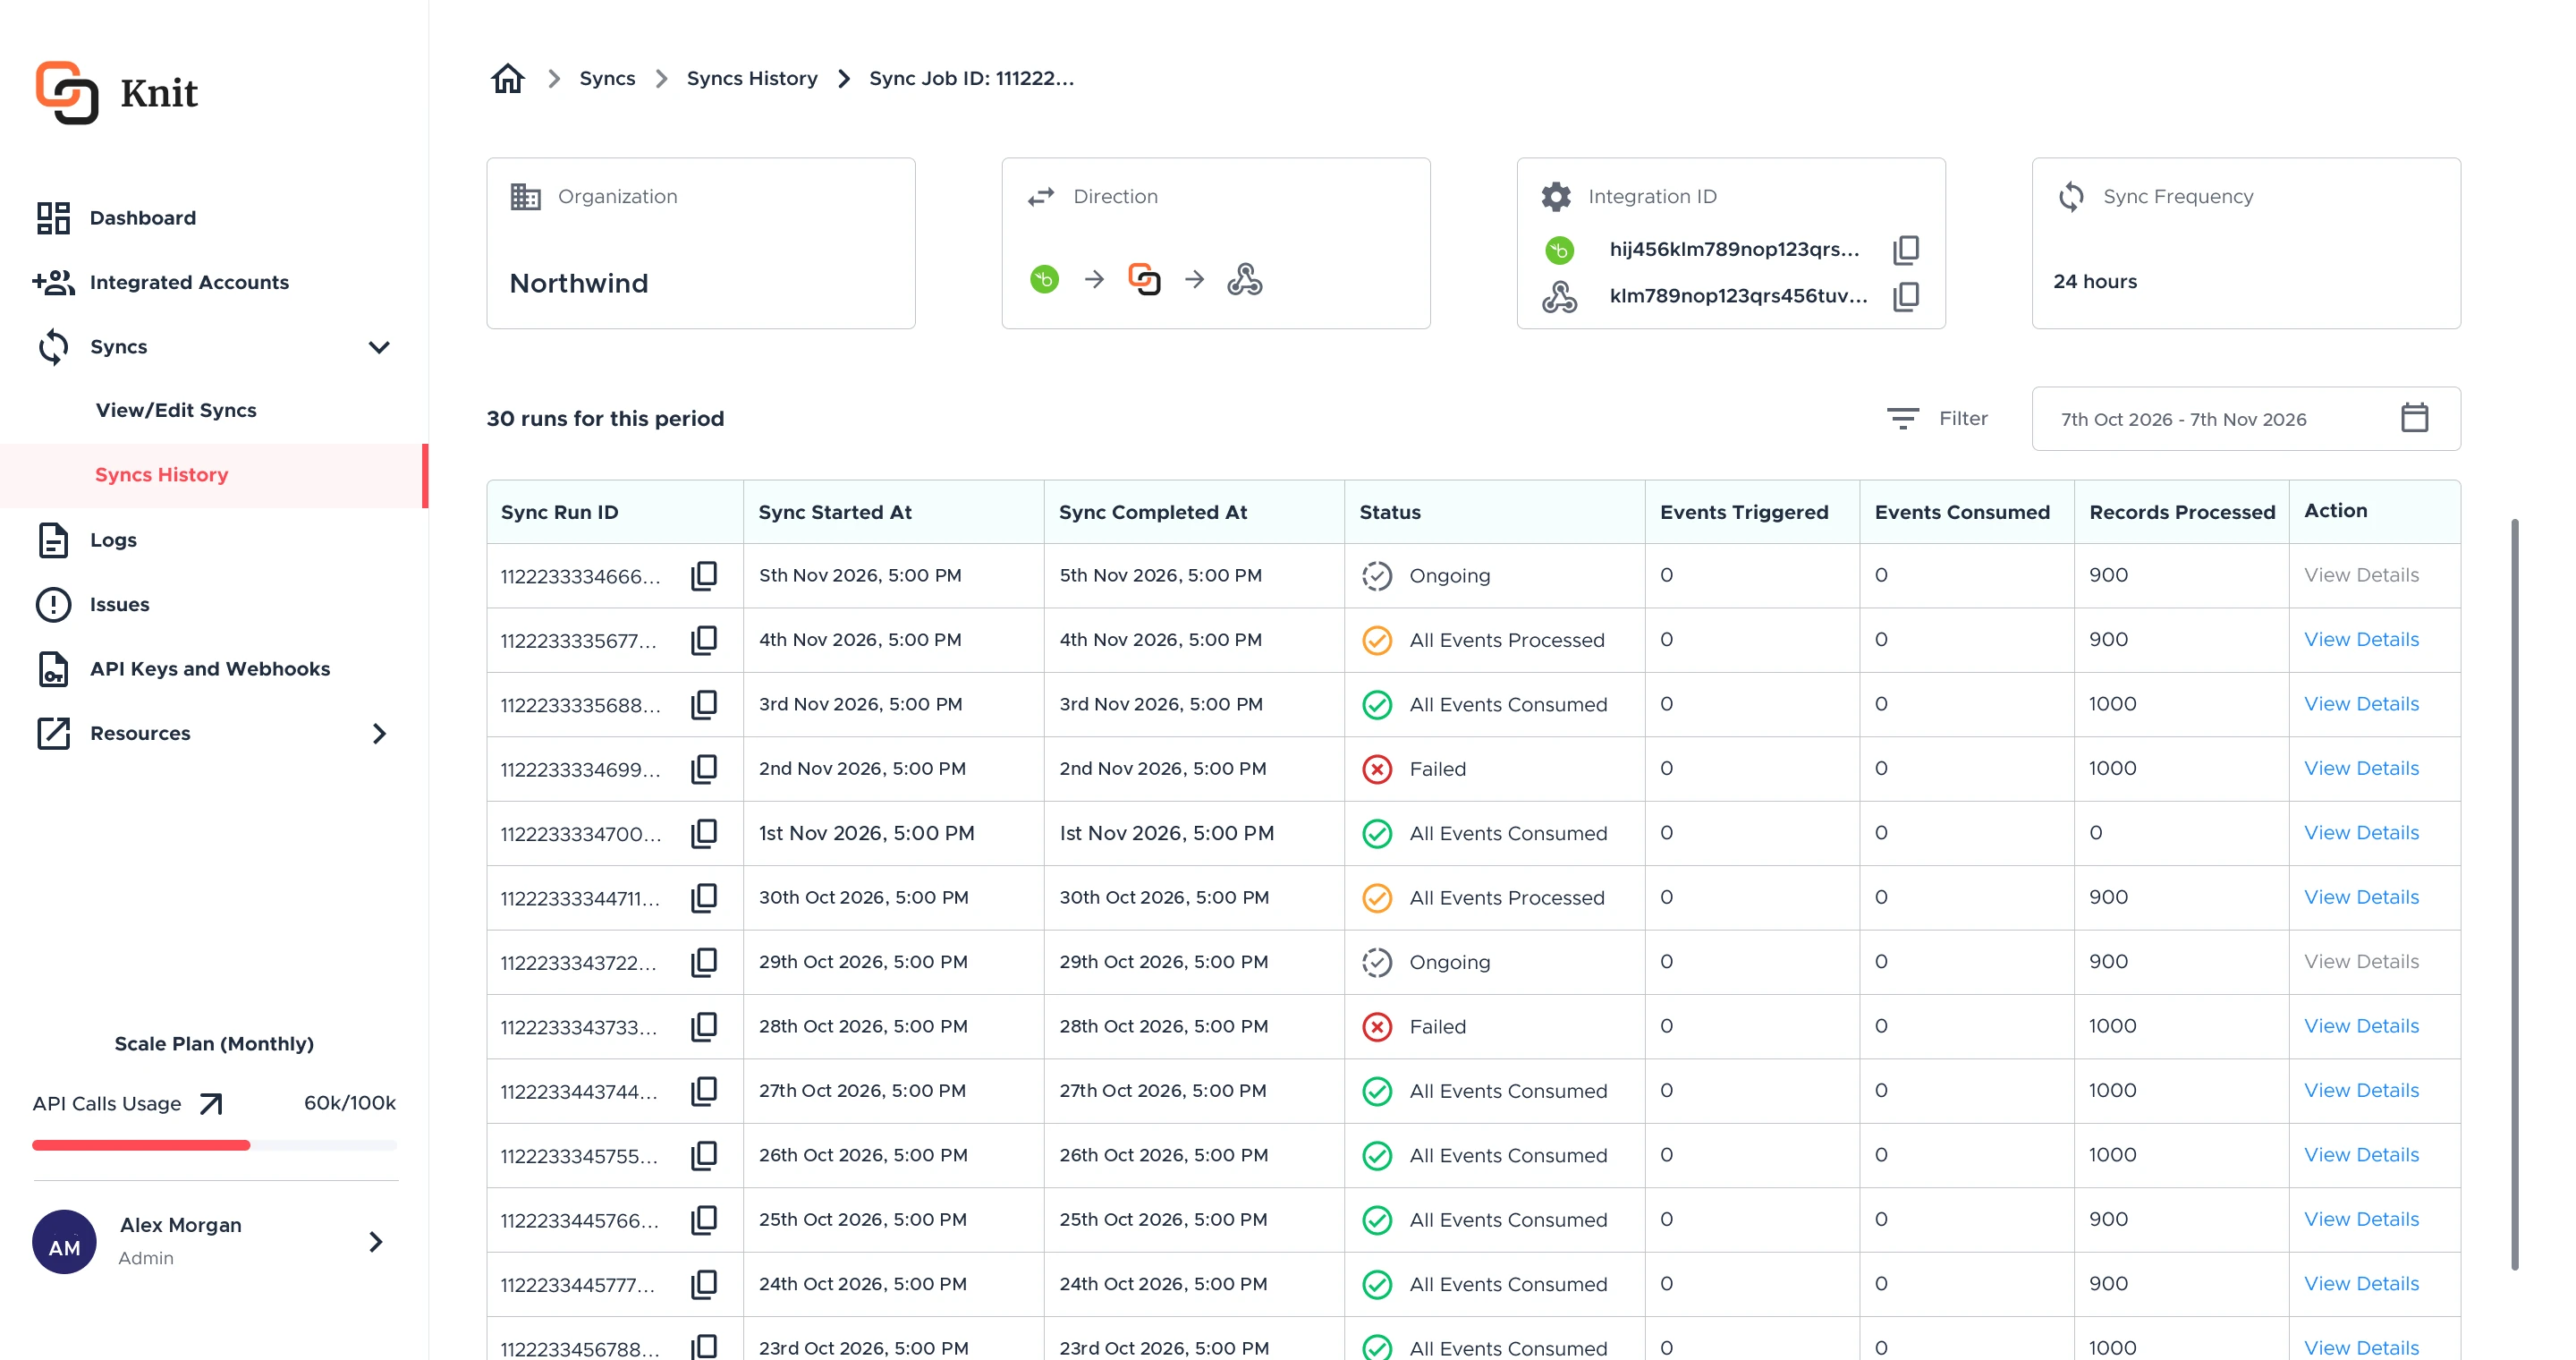 Knit
Dashboard
Integrated Accounts
Syncs
View/Edit Syncs
Syncs History
Logs
Issues
API Keys and Webhooks
Resources
Scale Plan (Monthly)
API Calls Usage 60k/100k
AM
Alex Morgan
Admin
Syncs Syncs History Sync Job ID: 111222...
Organization
Northwind
Direction
b
Integration ID
b hij456klm789nop123qrs...
klm789nop123qrs456tuv...
Sync Frequency
24 hours
30 runs for this period
Filter
7th Oct 2026 - 7th Nov 2026
Sync Run ID Sync Started At Sync Completed At Status Events Triggered Events Consumed Records Processed Action
1122233334666... Sth Nov 2026, 5:00 PM 5th Nov 2026, 5:00 PM Ongoing 0 0 900 View Details
1122233335677... 4th Nov 2026, 5:00 PM 4th Nov 2026, 5:00 PM All Events Processed 0 0 900 View Details
1122233335688... 3rd Nov 2026, 5:00 PM 3rd Nov 2026, 5:00 PM All Events Consumed 0 0 1000 View Details
1122233334699... 2nd Nov 2026, 5:00 PM 2nd Nov 2026, 5:00 PM Failed 0 0 1000 View Details
1122233334700... 1st Nov 2026, 5:00 PM Ist Nov 2026, 5:00 PM All Events Consumed 0 0 0 View Details
11222333344711... 30th Oct 2026, 5:00 PM 30th Oct 2026, 5:00 PM All Events Processed 0 0 900 View Details
1122233343722... 29th Oct 2026, 5:00 PM 29th Oct 2026, 5:00 PM Ongoing 0 0 900 View Details
1122233343733... 28th Oct 2026, 5:00 PM 28th Oct 2026, 5:00 PM Failed 0 0 1000 View Details
1122233443744... 27th Oct 2026, 5:00 PM 27th Oct 2026, 5:00 PM All Events Consumed 0 0 1000 View Details
1122233345755... 26th Oct 2026, 5:00 PM 26th Oct 2026, 5:00 PM All Events Consumed 0 0 1000 View Details
1122233445766... 25th Oct 2026, 5:00 PM 25th Oct 2026, 5:00 PM All Events Consumed 0 0 900 View Details
1122233445777... 24th Oct 2026, 5:00 PM 24th Oct 2026, 5:00 PM All Events Consumed 0 0 900 View Details
1122233456788... 23rd Oct 2026, 5:00 PM 23rd Oct 2026, 5:00 PM All Events Consumed 0 0 1000 View Details